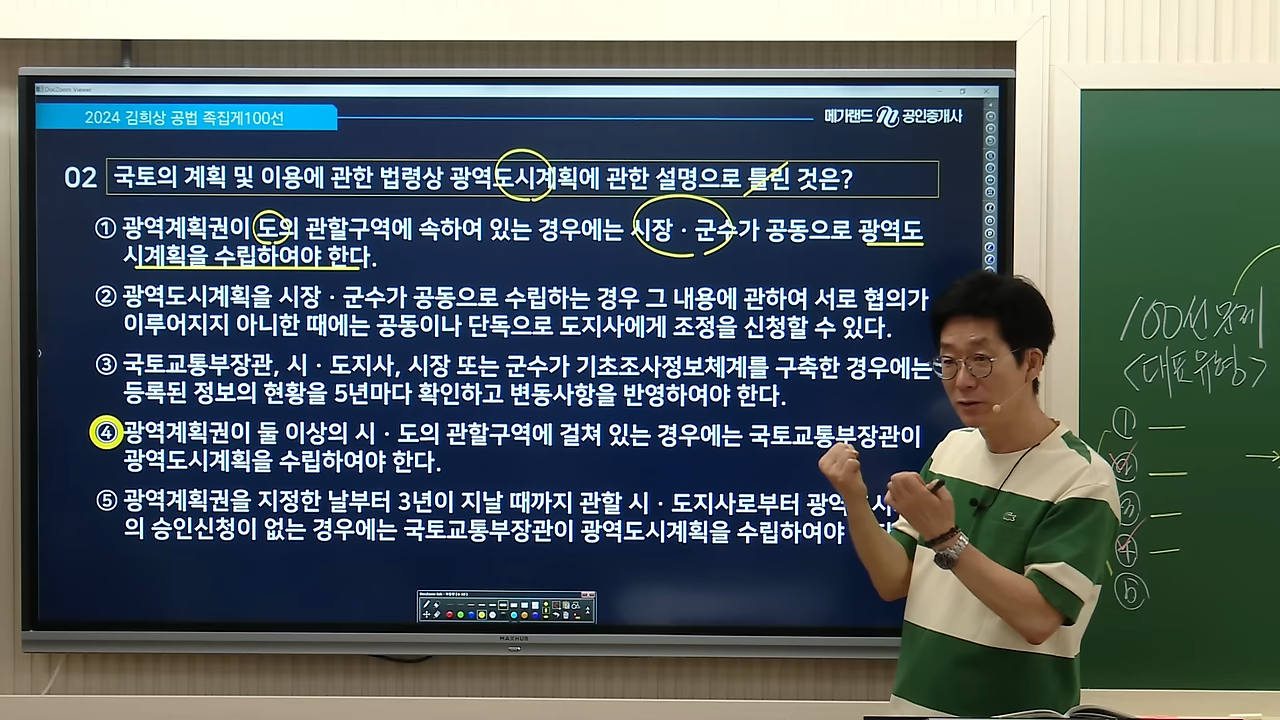 DocZoom Viewer
2024 김희상 공법 족집게100선
메가랜드 공인중개사
02 국토의 계획 및 이용에 관한 법령상 광역도시계획에 관한 설명으로 틀린 것은?
① 광역계획권이 도의 관할구역에 속하여 있는 경우에는 시장·군수가 공동으로 광역도
시계획을 수립하여야 한다.
② 광역도시계획을 시장·군수가 공동으로 수립하는 경우 그 내용에 관하여 서로 협의가
이루어지지 아니한 때에는 공동이나 단독으로 도지사에게 조정을 신청할 수 있다.
③ 국토교통부장관, 시·도지사, 시장 또는 군수가 기초조사정보체계를 구축한 경우에는
등록된 정보의 현황을 5년마다 확인하고 변동사항을 반영하여야 한다.
④ 광역계획권이 둘 이상의 시·도의 관할구역에 걸쳐 있는 경우에는 국토교통부장관이
광역도시계획을 수립하여야 한다.
⑤ 광역계획권을 지정한 날부터 3년이 지날 때까지 관할 시·도지사로부터 광역
의 승인신청이 없는 경우에는 국토교통부장관이 광역도시계획을 수립하여야
MAXHUB
100선 문제
<대표유형>
①
②
③
④
⑤